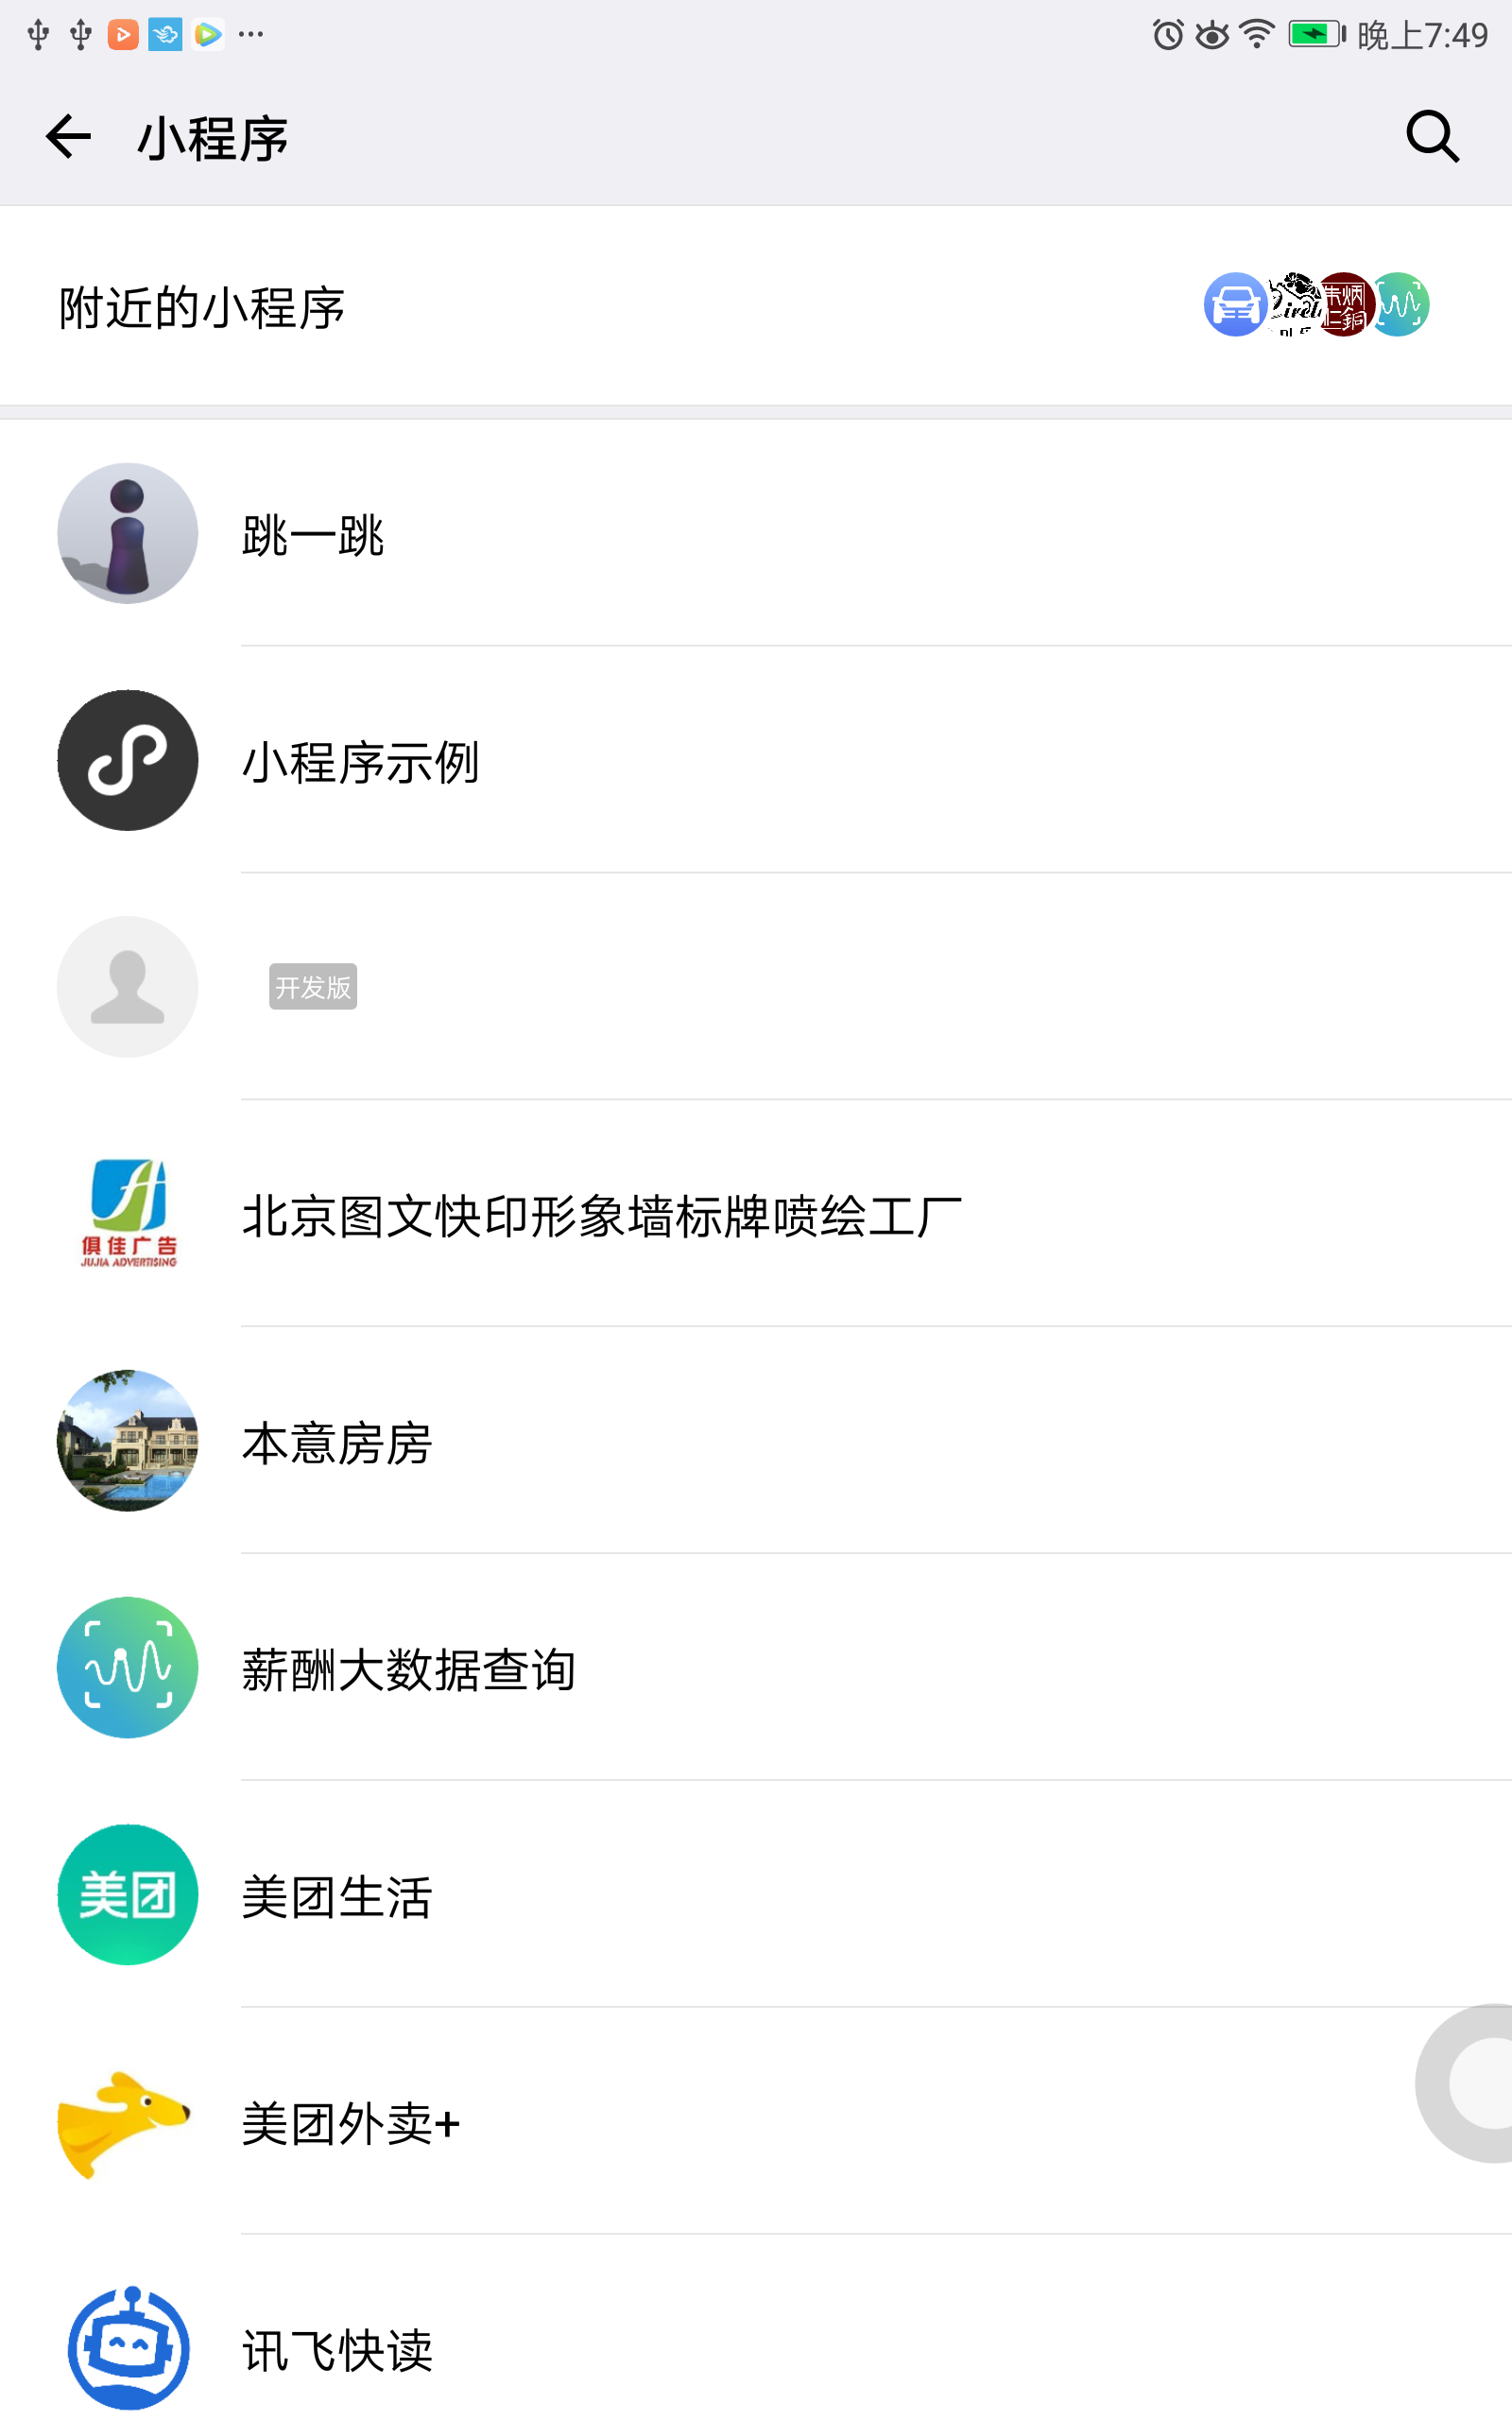 晚上7:49
小程序
附近的小程序
跳一跳
小程序示例
开发版
俱佳广告
JUJIA ADVERTISING
北京图文快印形象墙标牌喷绘工厂
本意房房
薪酬大数据查询
美团
美团生活
美团外卖+
讯飞快读